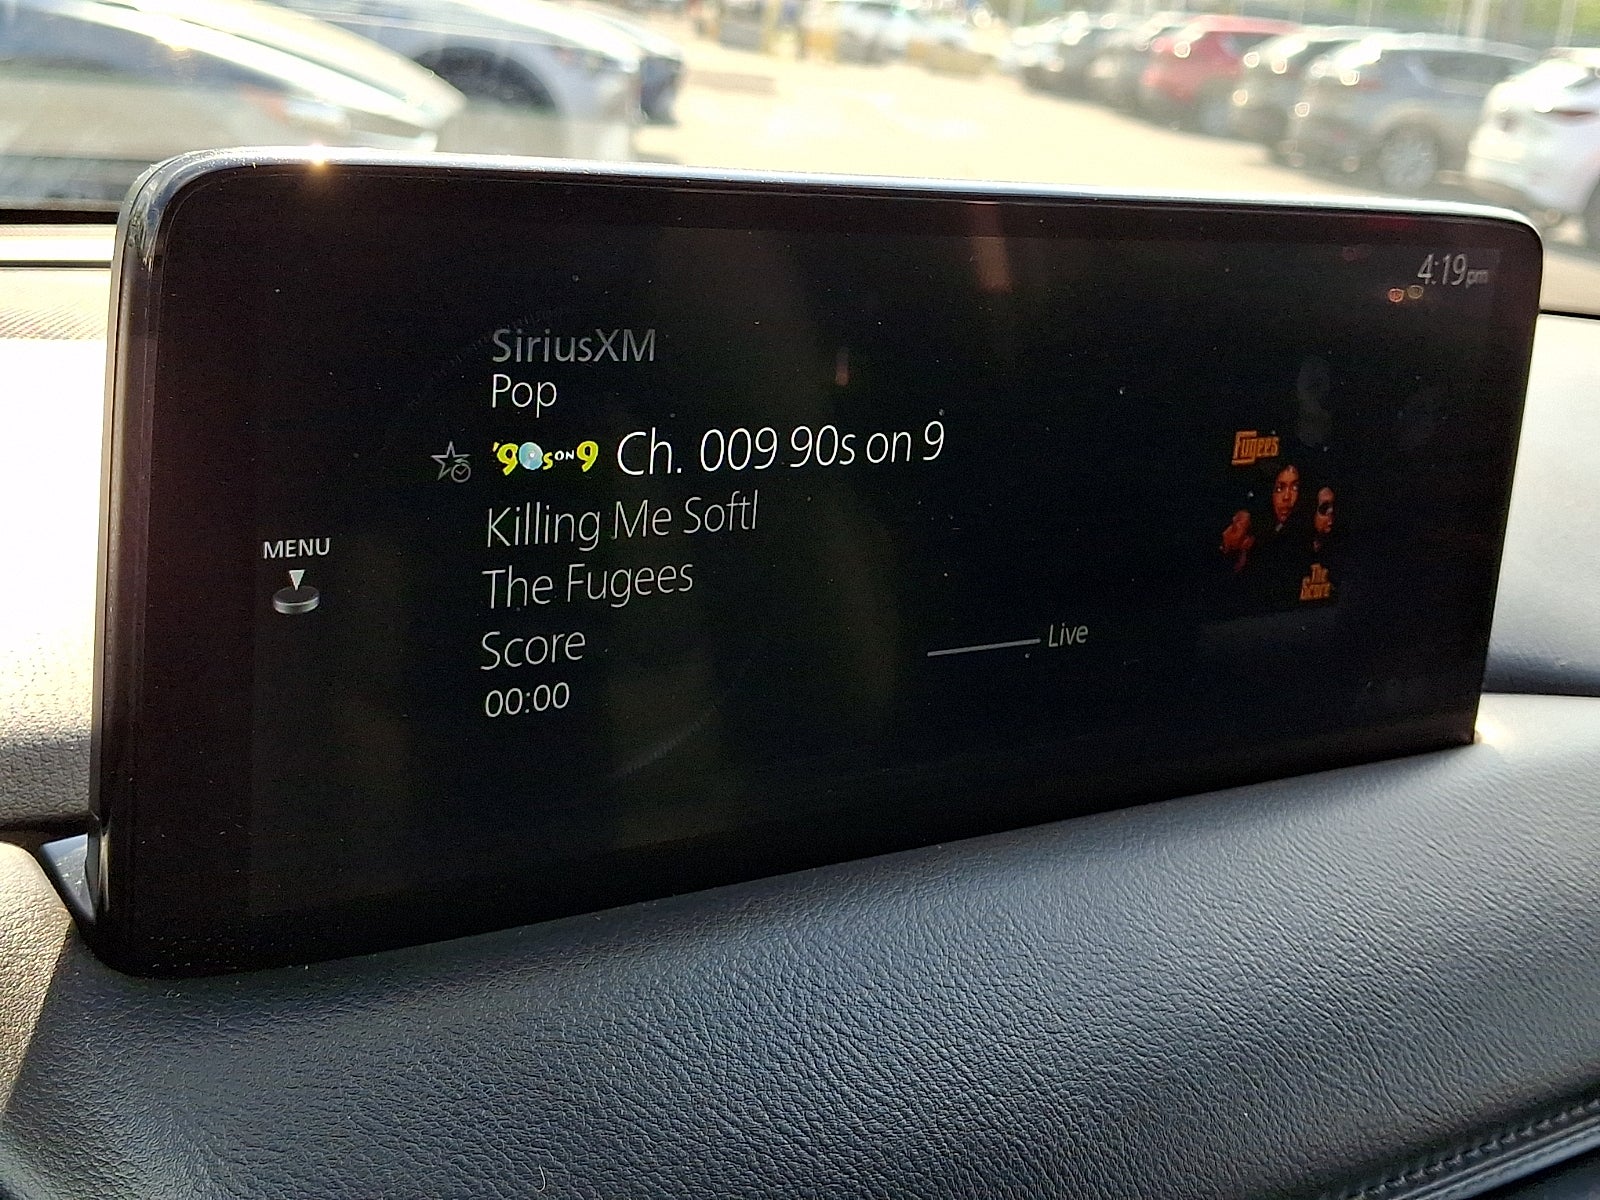 4:19pm
SiriusXM
Pop
'90s ON 9 Ch. 009 90s on 9
Killing Me Softl
The Fugees
Score
00:00
Live
MENU
Fugees
The
Score